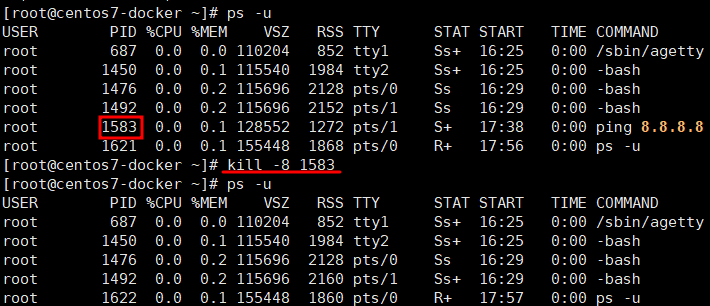 [root@centos7-docker ~]# ps -u
USER       PID %CPU %MEM    VSZ   RSS TTY      STAT START   TIME COMMAND
root       687  0.0  0.0 110204   852 tty1     Ss+  16:25   0:00 /sbin/agetty
root      1450  0.0  0.1 115540  1984 tty2     Ss+  16:25   0:00 -bash
root      1476  0.0  0.2 115696  2128 pts/0    Ss   16:29   0:00 -bash
root      1492  0.0  0.2 115696  2152 pts/1    Ss   16:29   0:00 -bash
root      1583  0.0  0.1 128552  1272 pts/1    S+   17:38   0:00 ping 8.8.8.8
root      1621  0.0  0.1 155448  1868 pts/0    R+   17:56   0:00 ps -u
[root@centos7-docker ~]# kill -8 1583
[root@centos7-docker ~]# ps -u
USER       PID %CPU %MEM    VSZ   RSS TTY      STAT START   TIME COMMAND
root       687  0.0  0.0 110204   852 tty1     Ss+  16:25   0:00 /sbin/agetty
root      1450  0.0  0.1 115540  1984 tty2     Ss+  16:25   0:00 -bash
root      1476  0.0  0.2 115696  2128 pts/0    Ss   16:29   0:00 -bash
root      1492  0.0  0.2 115696  2160 pts/1    Ss+  16:29   0:00 -bash
root      1622  0.0  0.1 155448  1860 pts/0    R+   17:57   0:00 ps -u